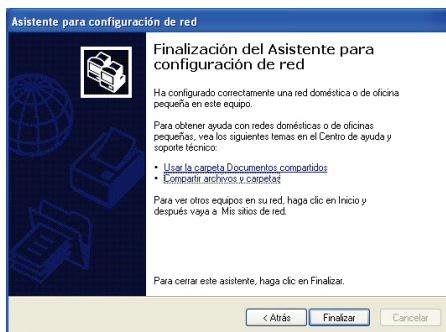 Asistente para configuración de red
Finalización del Asistente para
configuración de red
Ha configurado correctamente una red doméstica o de oficina
pequeña en este equipo.
Para obtener ayuda con redes domésticas o de oficinas
pequeñas, vea los siguientes temas en el Centro de ayuda y
soporte técnico:
• Usar la carpeta Documentos compartidos
• Compartir archivos y carpetas
Para ver otros equipos en su red, haga clic en Inicio y
después vaya a Mis sitios de red.
Para cerrar este asistente, haga clic en Finalizar.
< Atrás Finalizar Cancelar